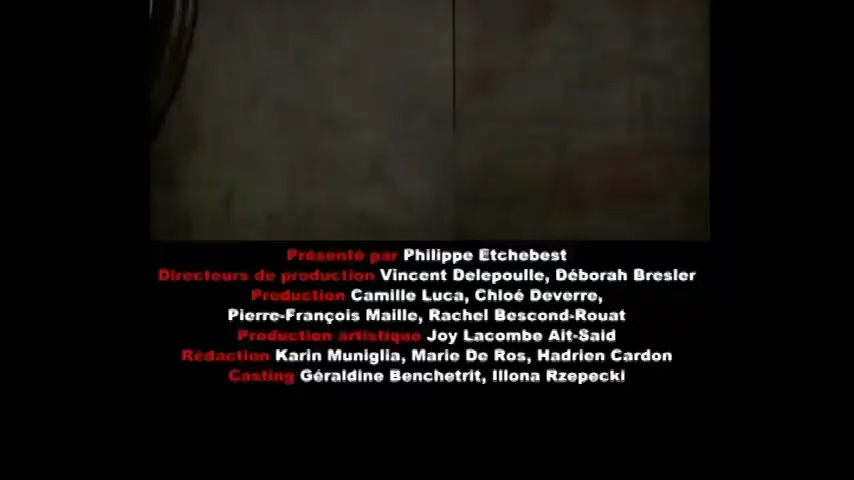 Présenté par Philippe Etchebest
Directeurs de production Vincent Delepoulle, Déborah Bresler
Production Camille Luca, Chloé Deverre,
Pierre-François Maille, Rachel Bescond-Rouat
Production artistique Joy Lacombe Ait-Said
Rédaction Karin Muniglia, Marie De Ros, Hadrien Cardon
Casting Géraldine Benchetrit, Illona Rzepecki